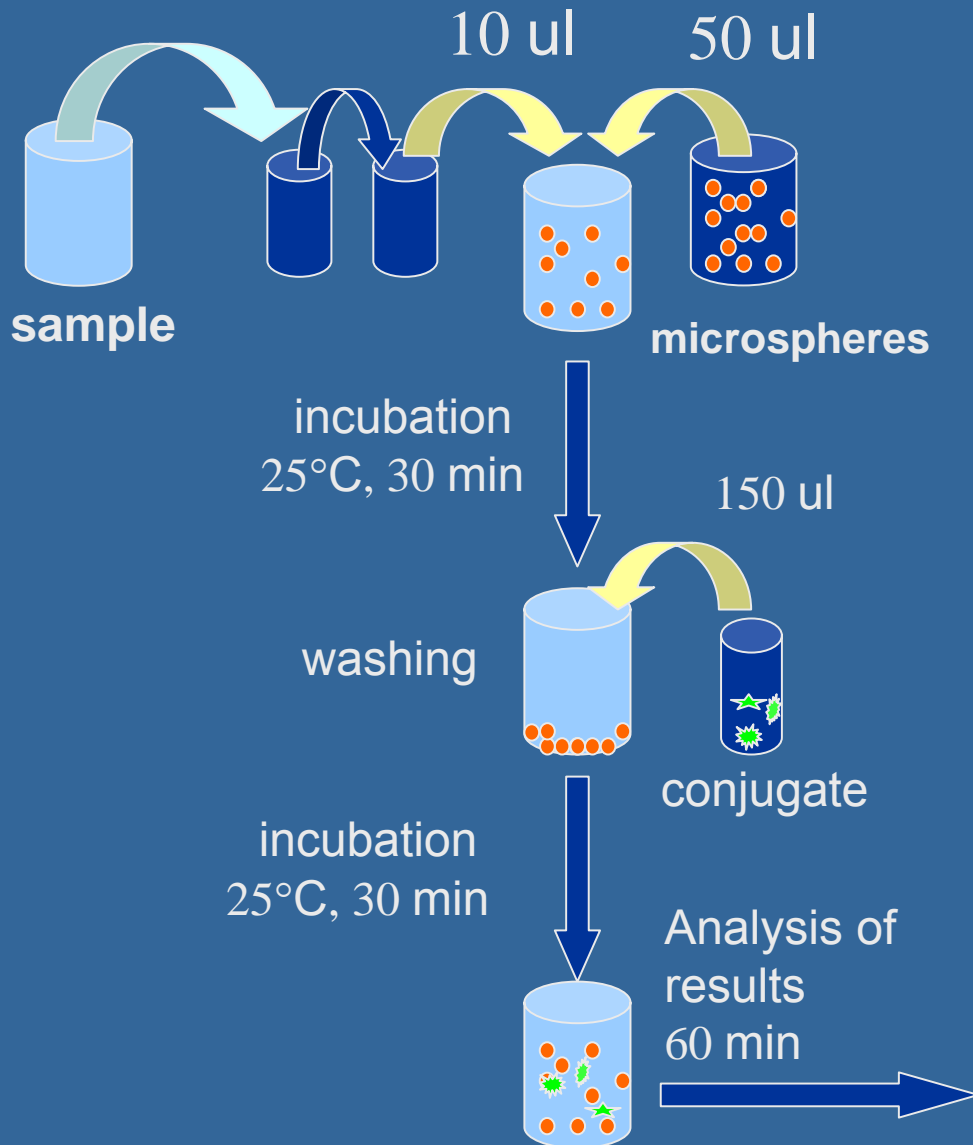 10 ul
50 ul
sample
microspheres
incubation
25°C, 30 min
150 ul
washing
conjugate
incubation
25°C, 30 min
Analysis of
results
60 min